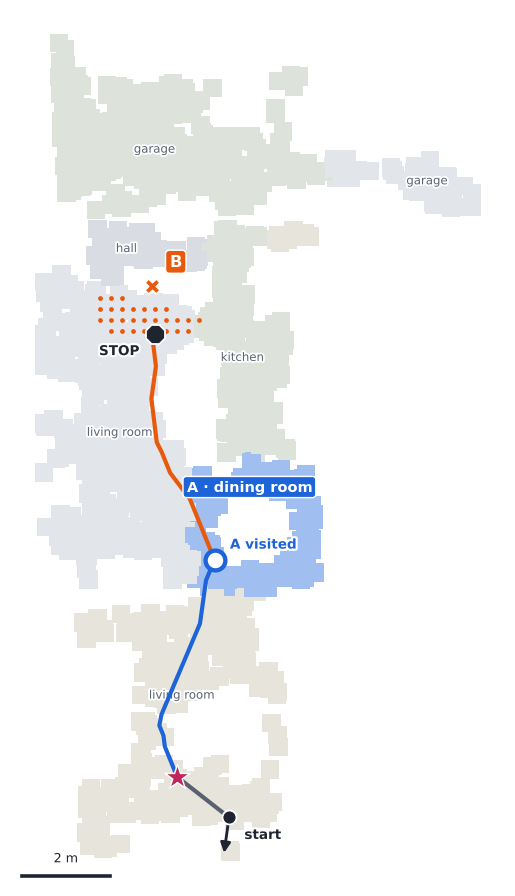 garage
garage
hall
B
STOP
kitchen
living room
A · dining room
A visited
living room
start
2 m